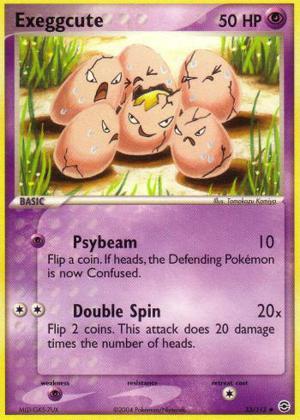 Exeggcute 50 HP
Illus. Tomokazu Komiya
BASIC
Psybeam 10
Flip a coin. If heads, the Defending Pokémon
is now Confused.
Double Spin 20x
Flip 2 coins. This attack does 20 damage
times the number of heads.
weakness resistance retreat cost
©2004 Pokémon/Nintendo